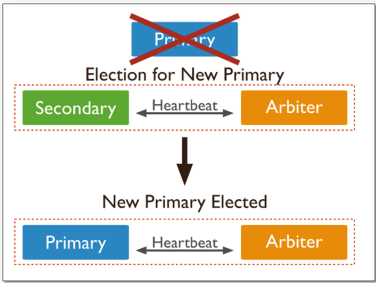 Primary
Election for New Primary
Secondary Heartbeat Arbiter
New Primary Elected
Primary Heartbeat Arbiter